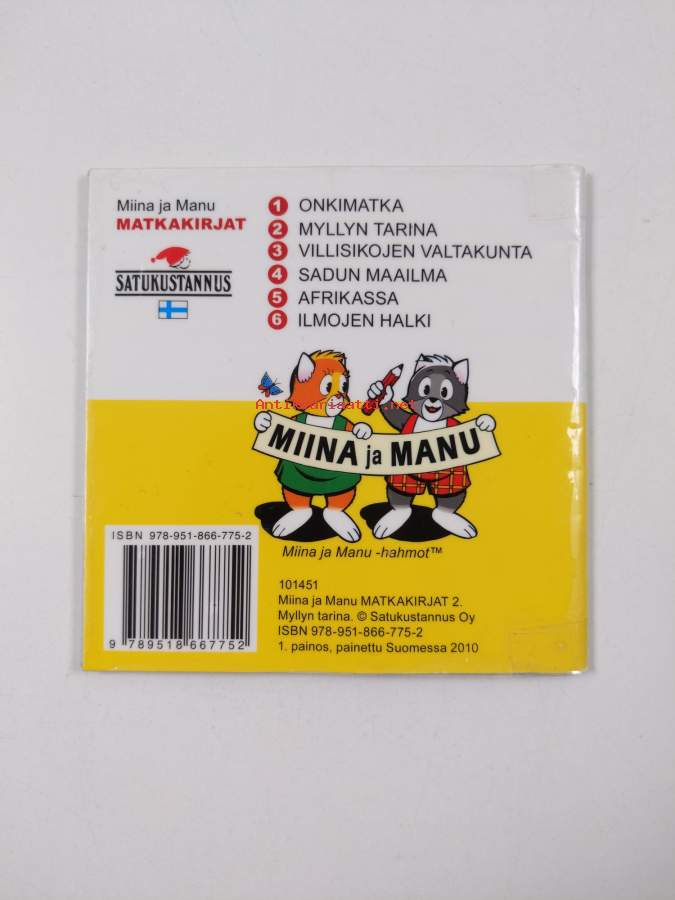 Miina ja Manu
MATKAKIRJAT
SATUKUSTANNUS
1 ONKIMATKA
2 MYLLYN TARINA
3 VILLISIKOJEN VALTAKUNTA
4 SADUN MAAILMA
5 AFRIKASSA
6 ILMOJEN HALKI
Antikvariaatti.net
MIINA ja MANU
Miina ja Manu -hahmot™
ISBN 978-951-866-775-2
9 789518 667752
101451
Miina ja Manu MATKAKIRJAT 2.
Myllyn tarina. © Satukustannus Oy
ISBN 978-951-866-775-2
1. painos, painettu Suomessa 2010